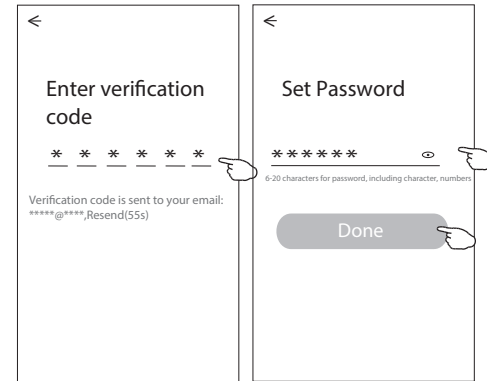 Enter verification
code
* * * * * *
Verification code is sent to your email:
*****@****,Resend(55s)
Set Password
******
6-20 characters for password, including character, numbers
Done